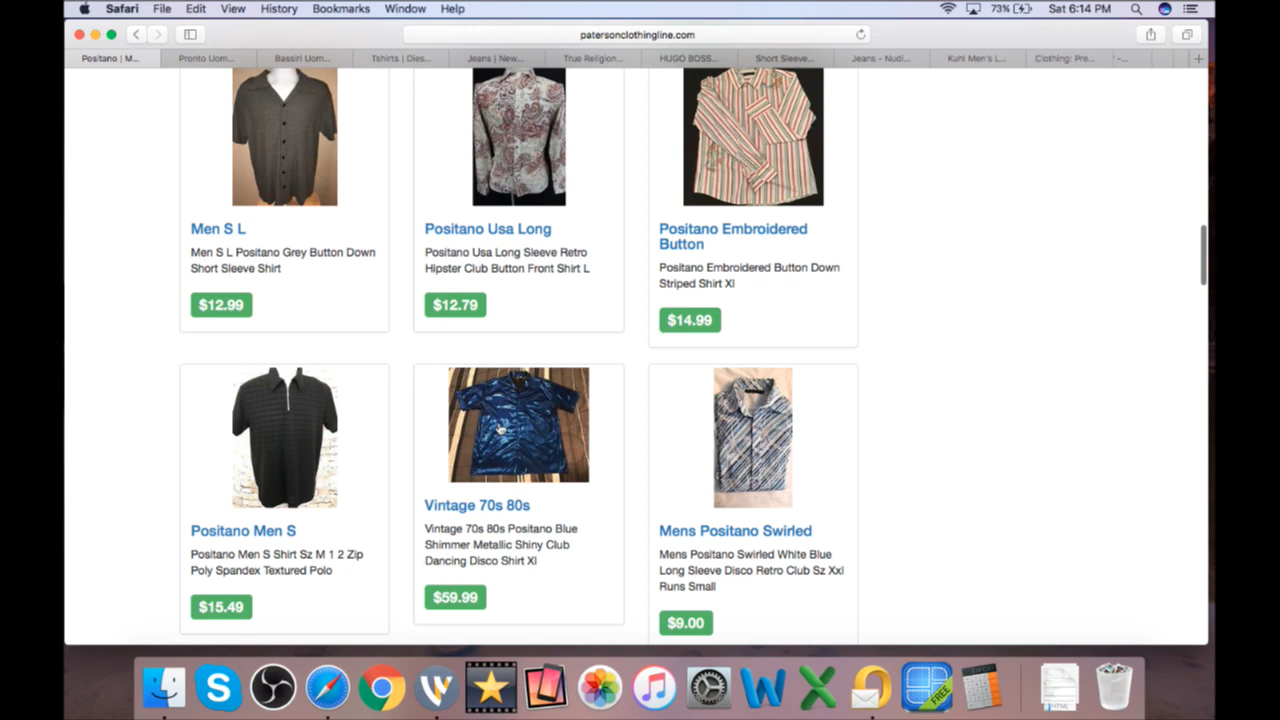 Safari File Edit View History Bookmarks Window Help 73% Sat 6:14 PM
patersonclothingline.com
Positano | M... Pronto Uom... Bassiri Uom... Tshirts | Dies... Jeans | New... True Religion... HUGO BOSS... Short Sleeve... Jeans - Nudi... Kuhl Men's L... Clothing: Pre... -...
Men S L
Men S L Positano Grey Button Down
Short Sleeve Shirt
$12.99
Positano Usa Long
Positano Usa Long Sleeve Retro
Hipster Club Button Front Shirt L
$12.79
Positano Embroidered
Button
Positano Embroidered Button Down
Striped Shirt Xl
$14.99
Positano Men S
Positano Men S Shirt Sz M 1 2 Zip
Poly Spandex Textured Polo
$15.49
Vintage 70s 80s
Vintage 70s 80s Positano Blue
Shimmer Metallic Shiny Club
Dancing Disco Shirt Xl
$59.99
Mens Positano Swirled
Mens Positano Swirled White Blue
Long Sleeve Disco Retro Club Sz Xxl
Runs Small
$9.00
FREE
HTML